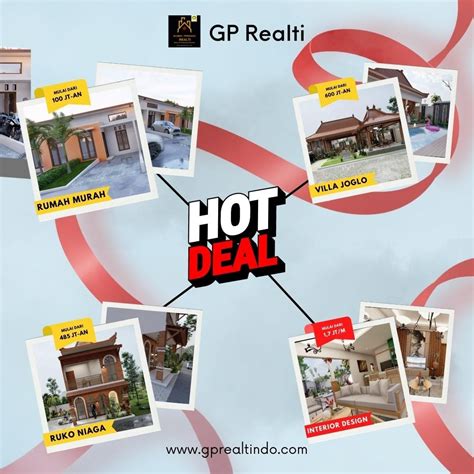 GP Realti
MULAI DARI
100 JT-AN
RUMAH MURAH
MULAI DARI
600 JT-AN
VILLA JOGLO
HOT
DEAL
MULAI DARI
485 JT-AN
RUKO NIAGA
MULAI DARI
1,7 JT/M
INTERIOR DESIGN
www.gprealtindo.com